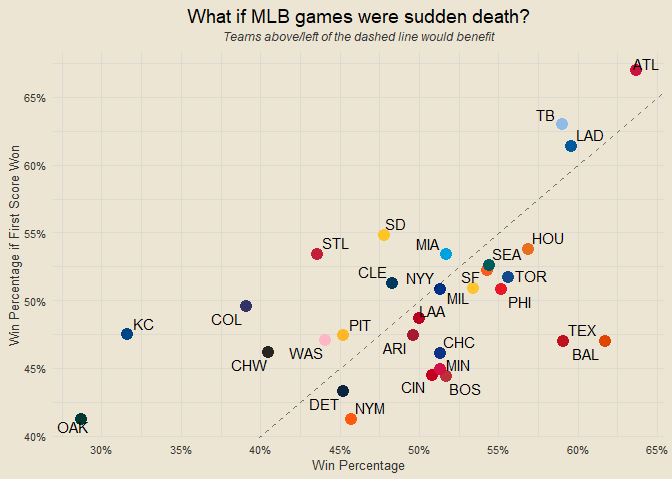 What if MLB games were sudden death?
Teams above/left of the dashed line would benefit
ATL
65%
TB
LAD
60%
Win Percentage if First Score Won
55%
SD
STL
MIA
HOU
SEA
CLE
NYY
SF
TOR
50%
COL
MIL
PHI
LAA
KC
PIT
TEX
WAS
ARI
CHC
BAL
45%
CHW
MIN
CIN
BOS
DET
NYM
OAK
40%
30%
35%
40%
45%
50%
55%
60%
65%
Win Percentage